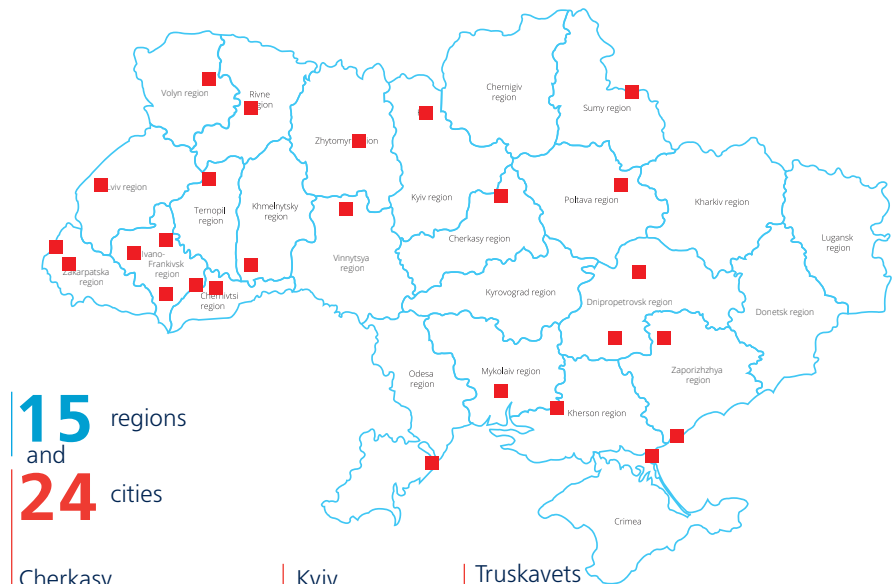 Volyn region
Rivne
region
Chernigiv
region
Sumy region
Zhytomyr region
Lviv region
Ternopil
region
Khmelnytsky
region
Kyiv region
Poltava region
Kharkiv region
Cherkasy region
Lugansk
region
Ivano-
Frankivsk
region
Zakarpatska
region
Chernivtsi
region
Vinnytsya
region
Kyrovograd region
Dnipropetrovsk region
Donetsk region
Odesa
region
Mykolaiv region
Zaporizhzhya
region
Kherson region
Crimea
15 regions
and
24 cities
Cherkasy
Kyiv
Truskavets